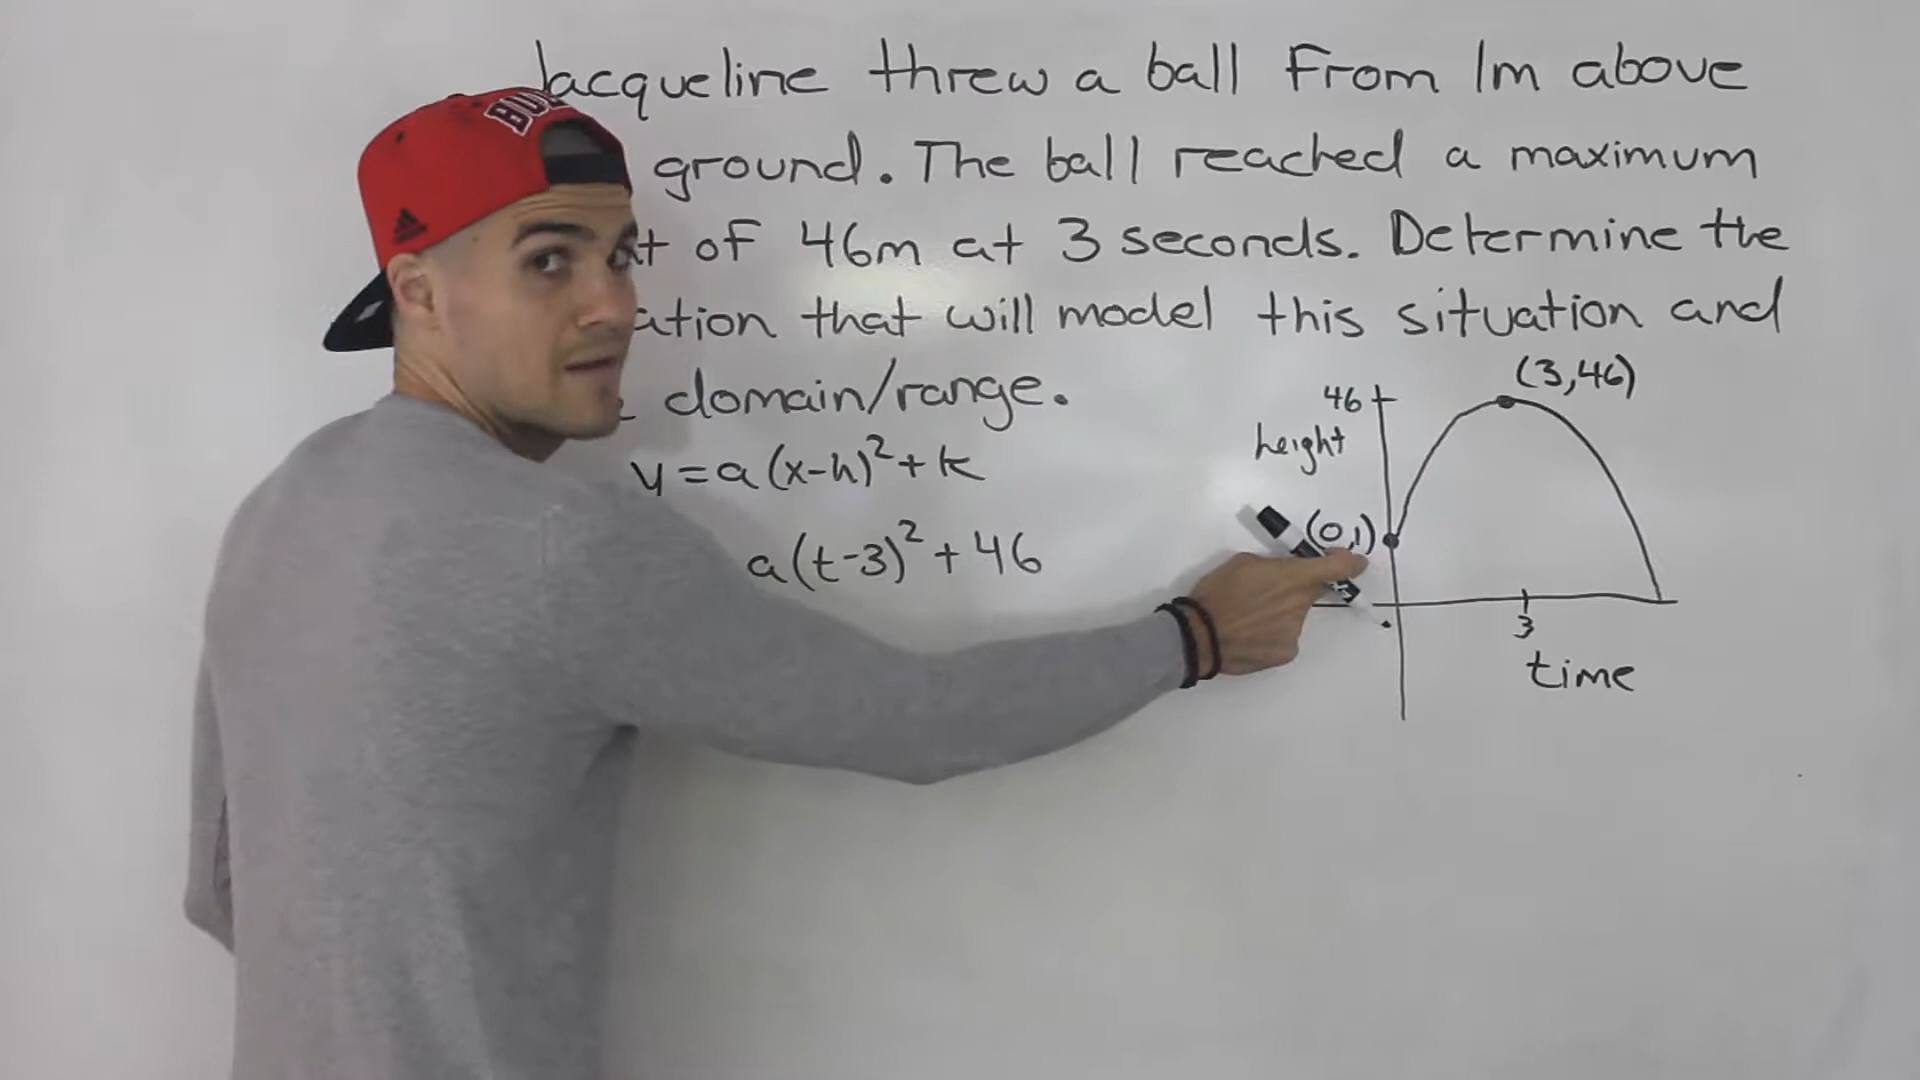 Jacqueline threw a ball from 1m above
ground. The ball reached a maximum
of 46m at 3 seconds. Determine the
that will model this situation and
domain/range.
y = a(x-h)²+k
a(t-3)²+46
(3,46)
46
height
(0,1)
3
time